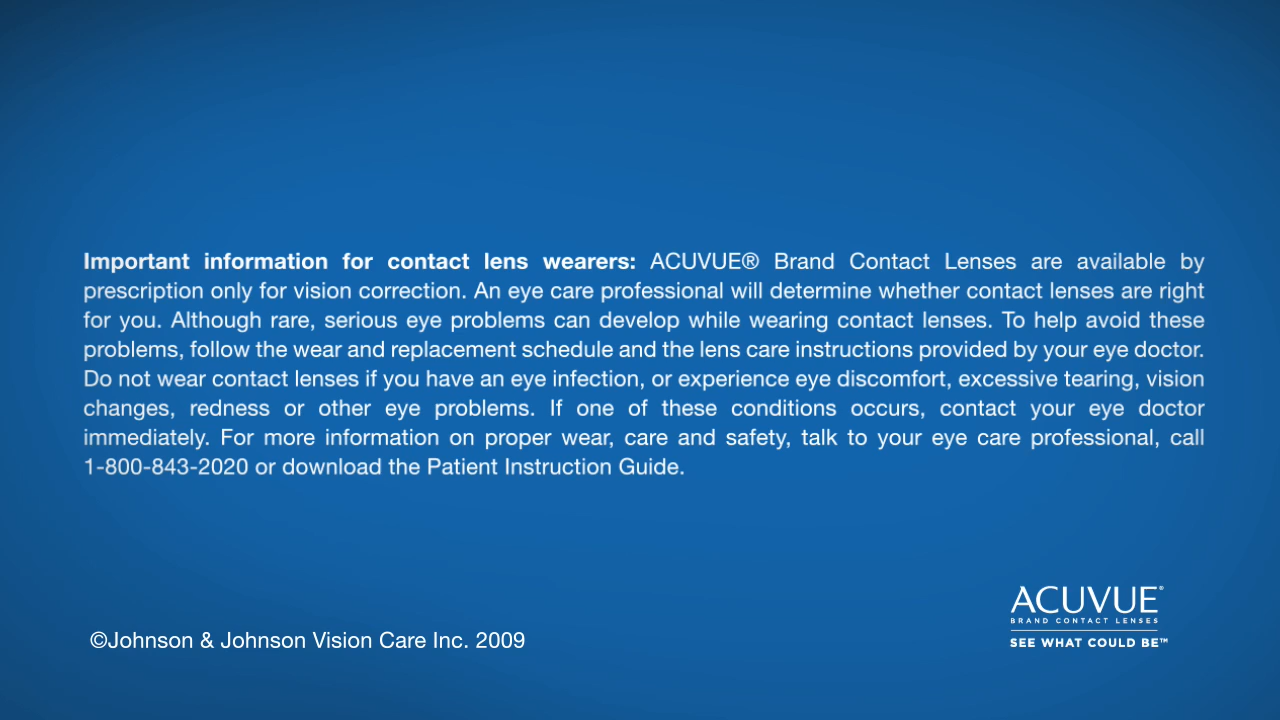 Important information for contact lens wearers: ACUVUE® Brand Contact Lenses are available by
prescription only for vision correction. An eye care professional will determine whether contact lenses are right
for you. Although rare, serious eye problems can develop while wearing contact lenses. To help avoid these
problems, follow the wear and replacement schedule and the lens care instructions provided by your eye doctor.
Do not wear contact lenses if you have an eye infection, or experience eye discomfort, excessive tearing, vision
changes, redness or other eye problems. If one of these conditions occurs, contact your eye doctor
immediately. For more information on proper wear, care and safety, talk to your eye care professional, call
1-800-843-2020 or download the Patient Instruction Guide.
ACUVUE®
BRAND CONTACT LENSES
SEE WHAT COULD BE™
©Johnson & Johnson Vision Care Inc. 2009